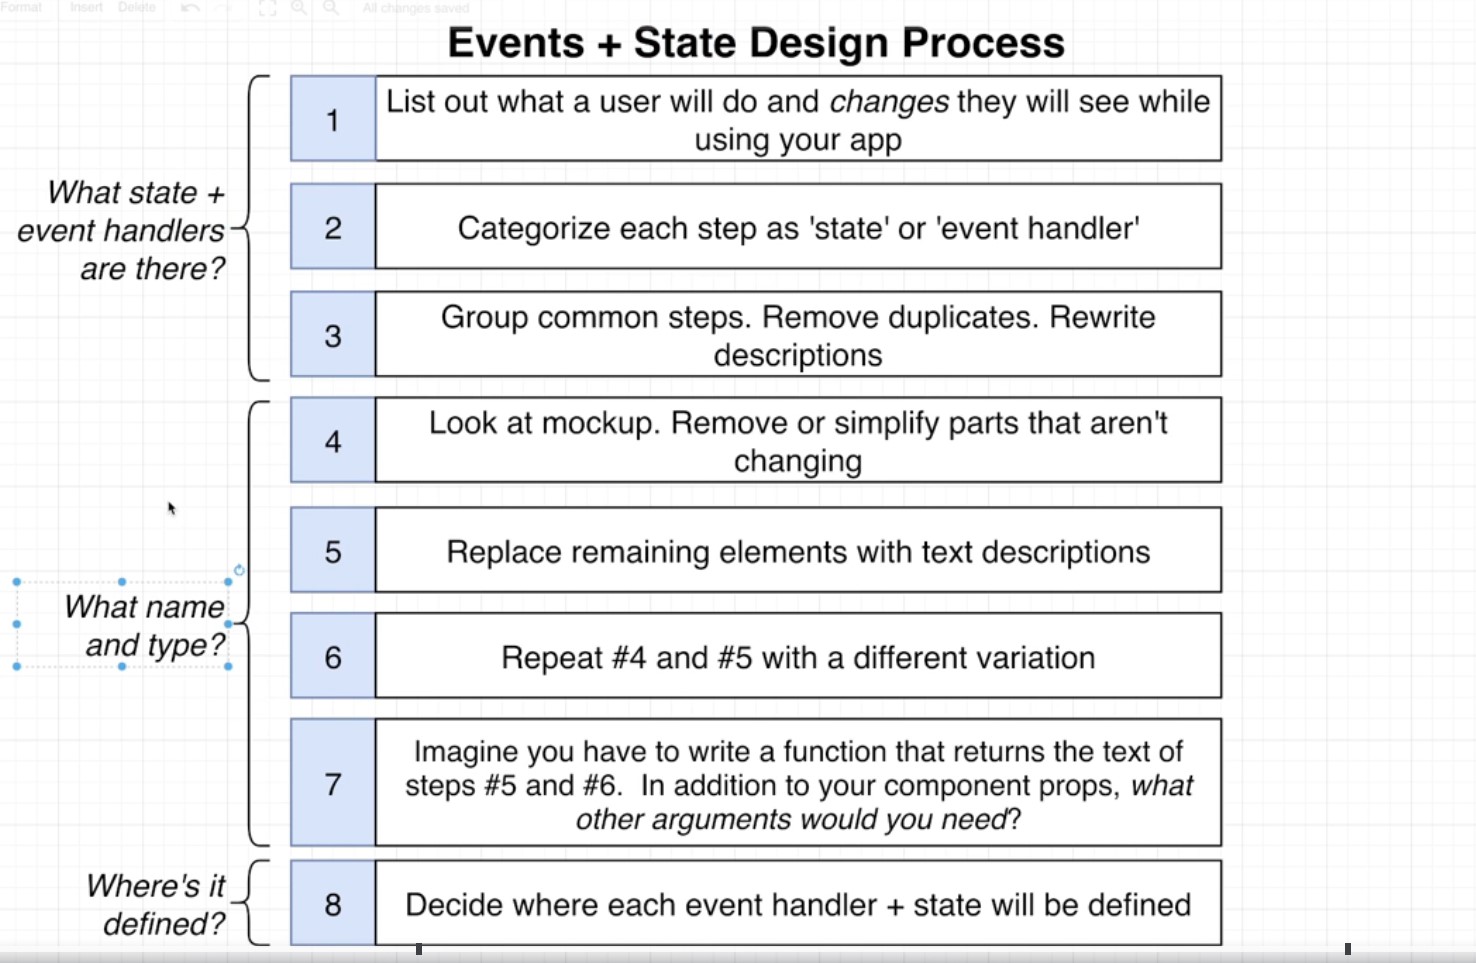 Format Insert Delete All changes saved
Events + State Design Process
What state +
event handlers
are there?
1
List out what a user will do and changes they will see while
using your app
2
Categorize each step as 'state' or 'event handler'
3
Group common steps. Remove duplicates. Rewrite
descriptions
What name
and type?
4
Look at mockup. Remove or simplify parts that aren't
changing
5
Replace remaining elements with text descriptions
6
Repeat #4 and #5 with a different variation
7
Imagine you have to write a function that returns the text of
steps #5 and #6. In addition to your component props, what
other arguments would you need?
Where's it
defined?
8
Decide where each event handler + state will be defined